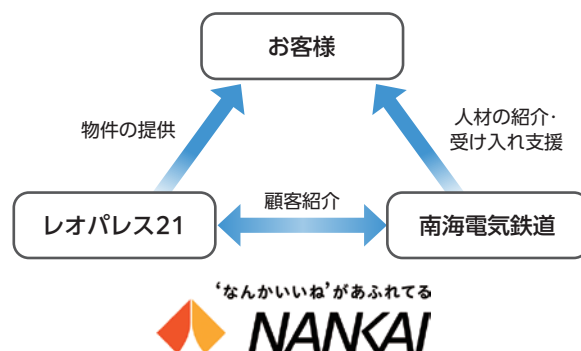 お客様
物件の提供
人材の紹介・
受け入れ支援
レオパレス21
顧客紹介
南海電気鉄道
‘なんかいいね’があふれてる
NANKAI